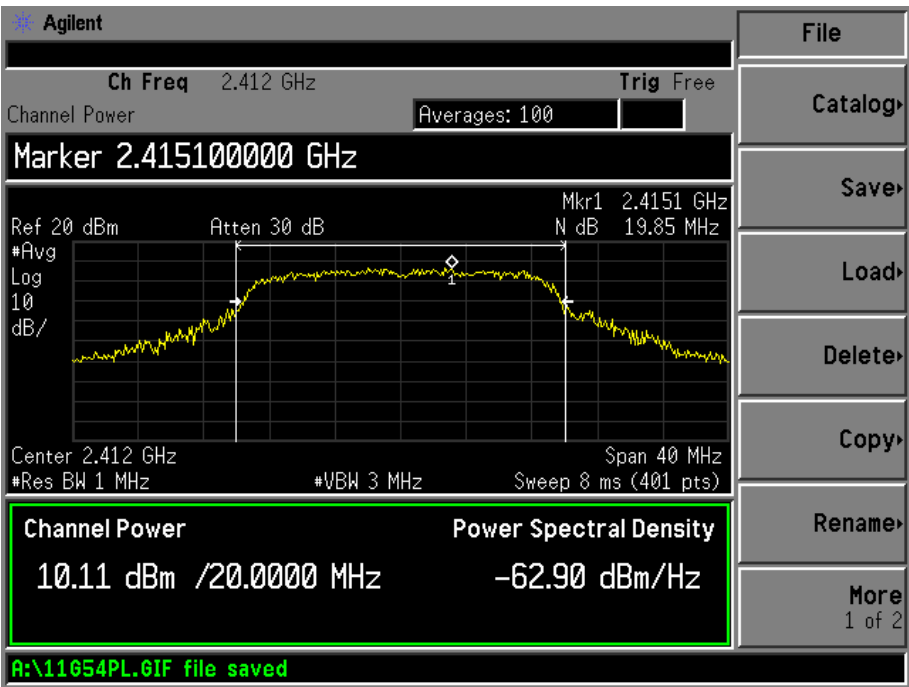 Agilent
File
Ch Freq 2.412 GHz Trig Free
Channel Power Averages: 100
Catalog
Marker 2.415100000 GHz
Save
Mkr1 2.4151 GHz
Ref 20 dBm Atten 30 dB N dB 19.85 MHz
#Avg
Log
10
dB/
1
Load
Delete
Copy
Center 2.412 GHz Span 40 MHz
#Res BW 1 MHz #VBW 3 MHz Sweep 8 ms (401 pts)
Channel Power Power Spectral Density
Rename
10.11 dBm /20.0000 MHz -62.90 dBm/Hz
More
1 of 2
A:\11G54PL.GIF file saved